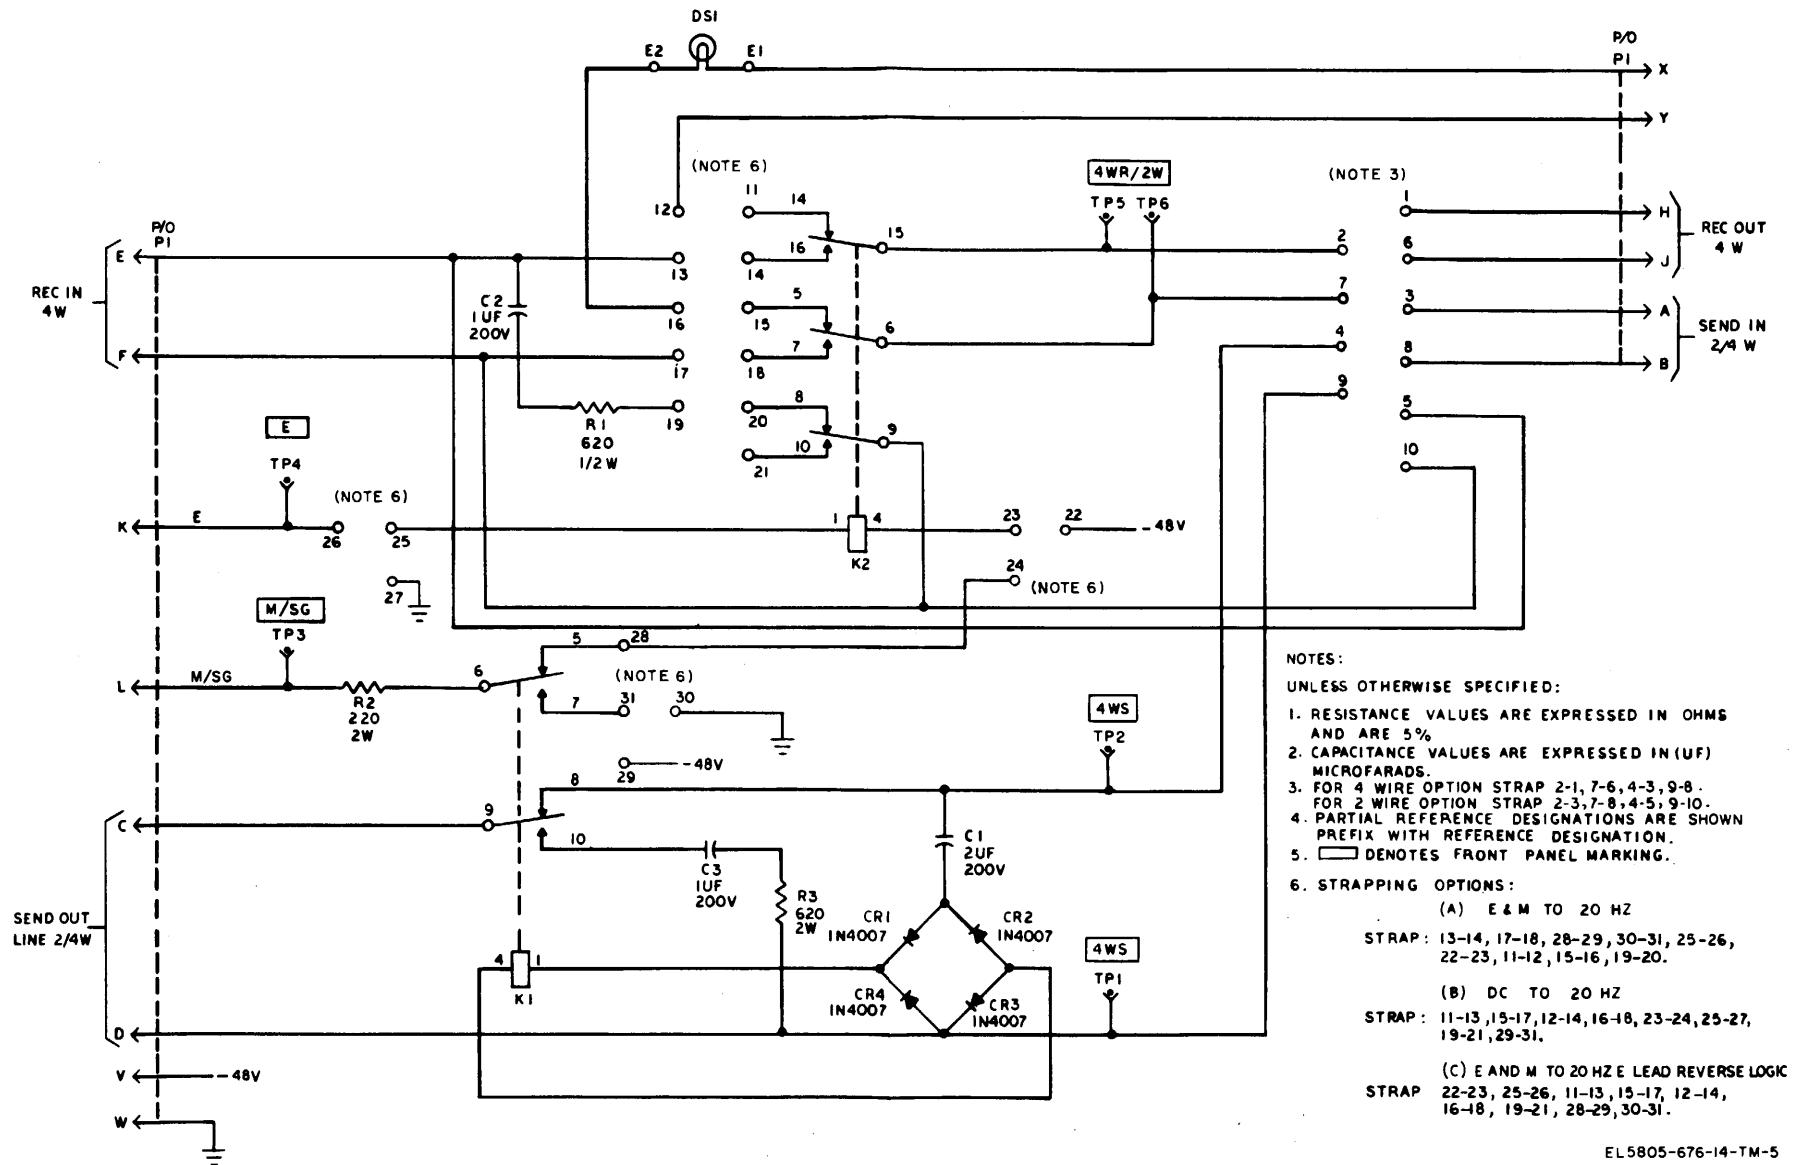 DS1
E2
E1
P/O
P1
X
Y
(NOTE 6)
11
14
12
16
15
13
14
5
16
15
6
7
17
18
8
19
20
9
10
21
4WR/2W
TP5 TP6
(NOTE 3)
1
2
6
7
3
4
8
9
5
10
H
J
REC OUT
4 W
A
B
SEND IN
2/4 W
P/O
P1
E
REC IN
4W
F
C2
1UF
200V
R1
620
1/2W
E
TP4
(NOTE 6)
K
E
26
25
27
1
4
K2
23
22
-48V
24
(NOTE 6)
M/SG
TP3
L
M/SG
R2
220
2W
6
5
28
(NOTE 6)
7
31
30
29
-48V
8
9
10
C
C3
1UF
200V
R3
620
2W
C1
2UF
200V
4WS
TP2
CR1
1N4007
CR2
1N4007
CR4
1N4007
CR3
1N4007
4WS
TP1
SEND OUT
LINE 2/4W
4
1
K1
D
V
-48V
W
NOTES:
UNLESS OTHERWISE SPECIFIED:
1. RESISTANCE VALUES ARE EXPRESSED IN OHMS
AND ARE 5%
2. CAPACITANCE VALUES ARE EXPRESSED IN (UF)
MICROFARADS.
3. FOR 4 WIRE OPTION STRAP 2-1, 7-6, 4-3, 9-8.
FOR 2 WIRE OPTION STRAP 2-3, 7-8, 4-5, 9-10.
4. PARTIAL REFERENCE DESIGNATIONS ARE SHOWN
PREFIX WITH REFERENCE DESIGNATION.
5. DENOTES FRONT PANEL MARKING.
6. STRAPPING OPTIONS:
(A) E & M TO 20 HZ
STRAP: 13-14, 17-18, 28-29, 30-31, 25-26,
22-23, 11-12, 15-16, 19-20.
(B) DC TO 20 HZ
STRAP: 11-13, 15-17, 12-14, 16-18, 23-24, 25-27,
19-21, 29-31.
(C) E AND M TO 20 HZ E LEAD REVERSE LOGIC
STRAP 22-23, 25-26, 11-13, 15-17, 12-14,
16-18, 19-21, 28-29, 30-31.
EL5805-676-14-TM-5